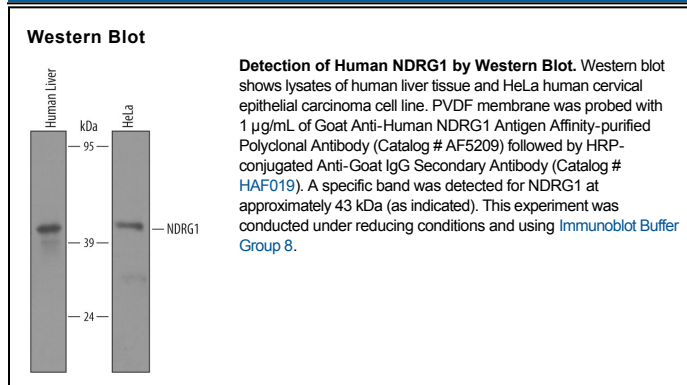 Western Blot
Human Liver
HeLa
kDa
95
NDRG1
39
24
Detection of Human NDRG1 by Western Blot. Western blot
shows lysates of human liver tissue and HeLa human cervical
epithelial carcinoma cell line. PVDF membrane was probed with
1 µg/mL of Goat Anti-Human NDRG1 Antigen Affinity-purified
Polyclonal Antibody (Catalog # AF5209) followed by HRP-
conjugated Anti-Goat IgG Secondary Antibody (Catalog #
HAF019). A specific band was detected for NDRG1 at
approximately 43 kDa (as indicated). This experiment was
conducted under reducing conditions and using Immunoblot Buffer
Group 8.